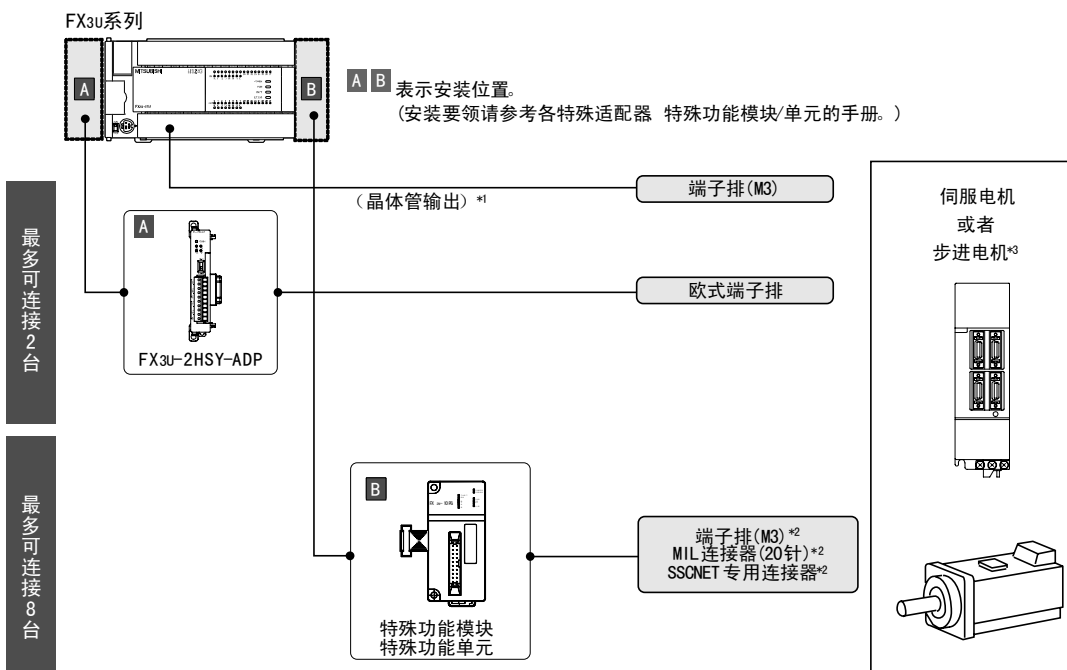 FX3U系列
A
B
MITSUBISHI
A B 表示安装位置。
(安装要领请参考各特殊适配器 特殊功能模块/单元的手册。)
(晶体管输出) *1
端子排(M3)
最多可连接2台
A
FX3U-2HSY-ADP
欧式端子排
伺服电机
或者
步进电机*3
最多可连接8台
B
特殊功能模块
特殊功能单元
端子排(M3)*2
MIL连接器(20针)*2
SSCNET专用连接器*2